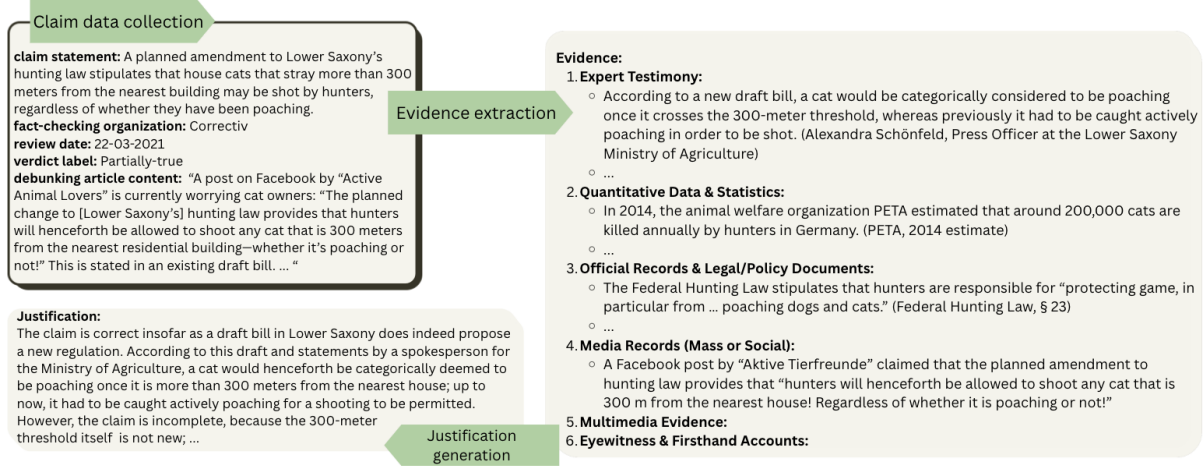 Claim data collection
claim statement: A planned amendment to Lower Saxony's
hunting law stipulates that house cats that stray more than 300
meters from the nearest building may be shot by hunters,
regardless of whether they have been poaching.
fact-checking organization: Correctiv
review date: 22-03-2021
verdict label: Partially-true
debunking article content: "A post on Facebook by "Active
Animal Lovers" is currently worrying cat owners: "The planned
change to [Lower Saxony's] hunting law provides that hunters
will henceforth be allowed to shoot any cat that is 300 meters
from the nearest residential building—whether it's poaching or
not!" This is stated in an existing draft bill. ... "
Evidence extraction
Evidence:
1. Expert Testimony:
○ According to a new draft bill, a cat would be categorically considered to be poaching
once it crosses the 300-meter threshold, whereas previously it had to be caught actively
poaching in order to be shot. (Alexandra Schönfeld, Press Officer at the Lower Saxony
Ministry of Agriculture)
○ ...
2. Quantitative Data & Statistics:
○ In 2014, the animal welfare organization PETA estimated that around 200,000 cats are
killed annually by hunters in Germany. (PETA, 2014 estimate)
○ ...
3. Official Records & Legal/Policy Documents:
○ The Federal Hunting Law stipulates that hunters are responsible for "protecting game, in
particular from ... poaching dogs and cats." (Federal Hunting Law, § 23)
○ ...
4. Media Records (Mass or Social):
○ A Facebook post by "Aktive Tierfreunde" claimed that the planned amendment to
hunting law provides that "hunters will henceforth be allowed to shoot any cat that is
300 m from the nearest house! Regardless of whether it is poaching or not!"
5. Multimedia Evidence:
6. Eyewitness & Firsthand Accounts:
Justification generation
Justification:
The claim is correct insofar as a draft bill in Lower Saxony does indeed propose
a new regulation. According to this draft and statements by a spokesperson for
the Ministry of Agriculture, a cat would henceforth be categorically deemed to
be poaching once it is more than 300 meters from the nearest house; up to
now, it had to be caught actively poaching for a shooting to be permitted.
However, the claim is incomplete, because the 300-meter
threshold itself is not new; ...